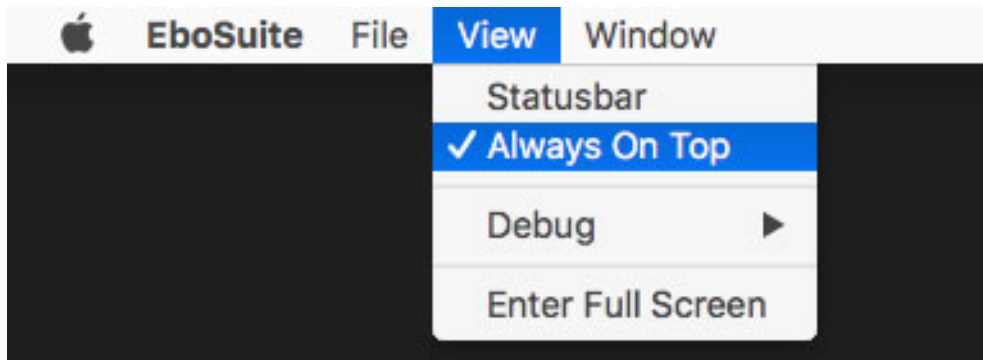 EboSuite File View Window
Statusbar
✓ Always On Top
Debug ▶
Enter Full Screen